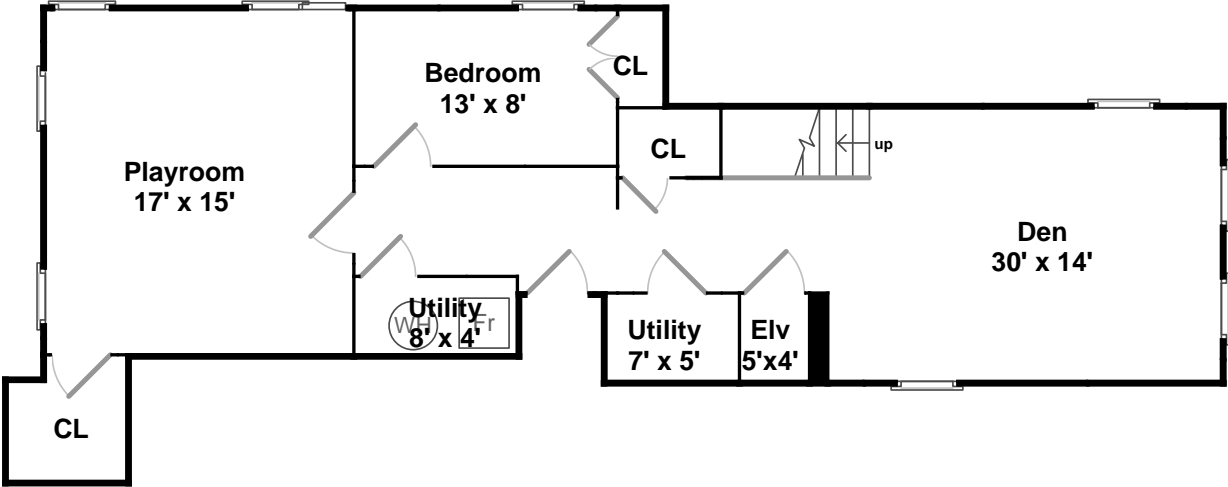 Bedroom
13' x 8'
CL
CL
up
Playroom
17' x 15'
Den
30' x 14'
Utility
8' x 4'
WH
Fr
Utility
7' x 5'
Elv
5'x4'
CL